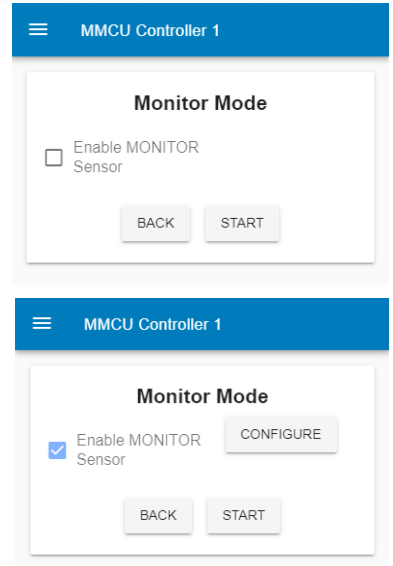 MMCU Controller 1
Monitor Mode
Enable MONITOR
Sensor
BACK START
MMCU Controller 1
Monitor Mode
Enable MONITOR CONFIGURE
Sensor
BACK START